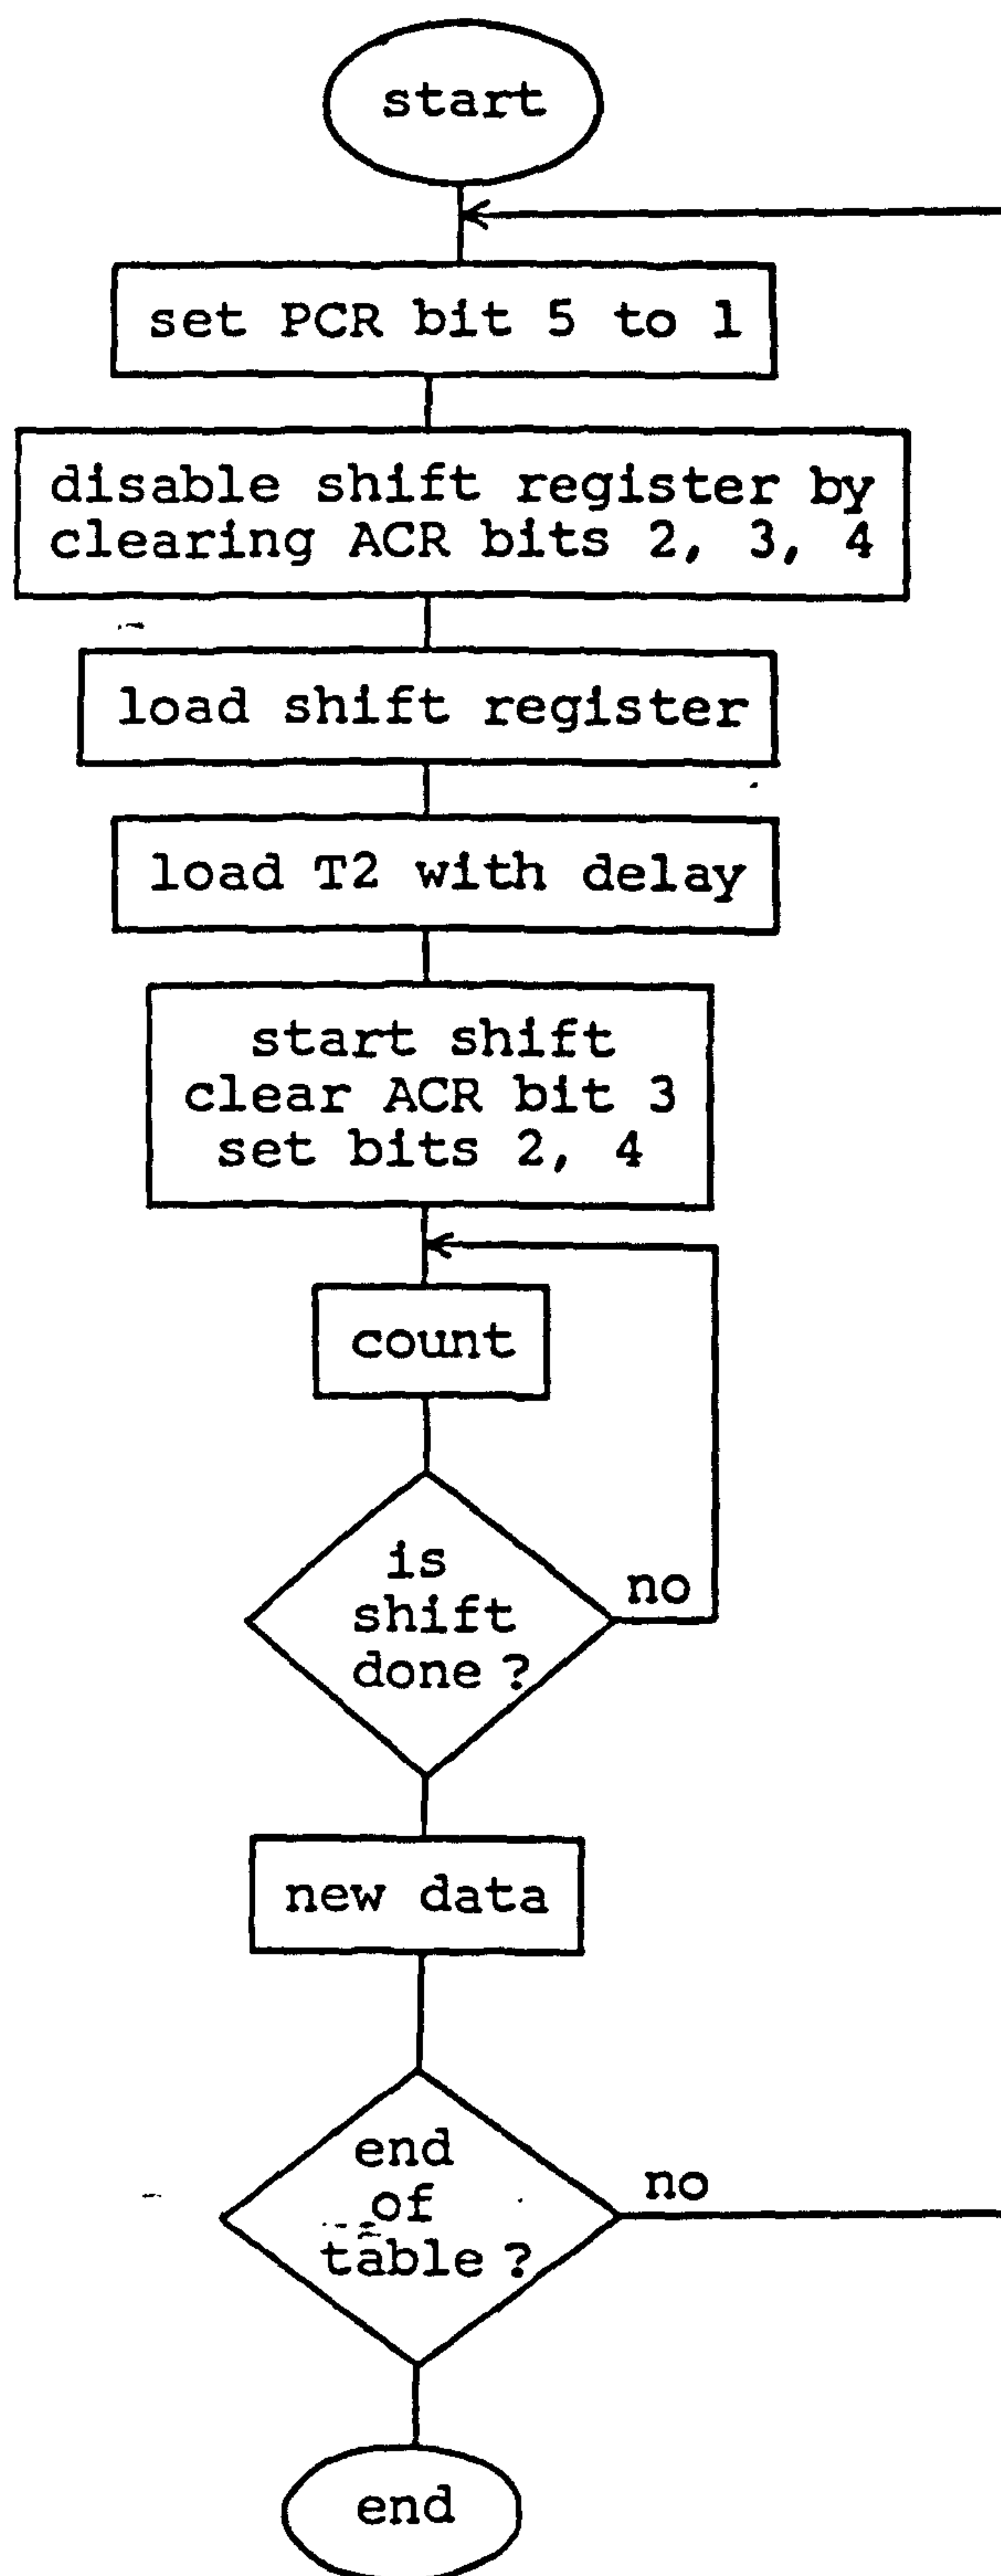 start
set PCR bit 5 to 1
disable shift register by
clearing ACR bits 2, 3, 4
load shift register
load T2 with delay
start shift
clear ACR bit 3
set bits 2, 4
count
is
shift
done ?
no
new data
end
of
table ?
no
end